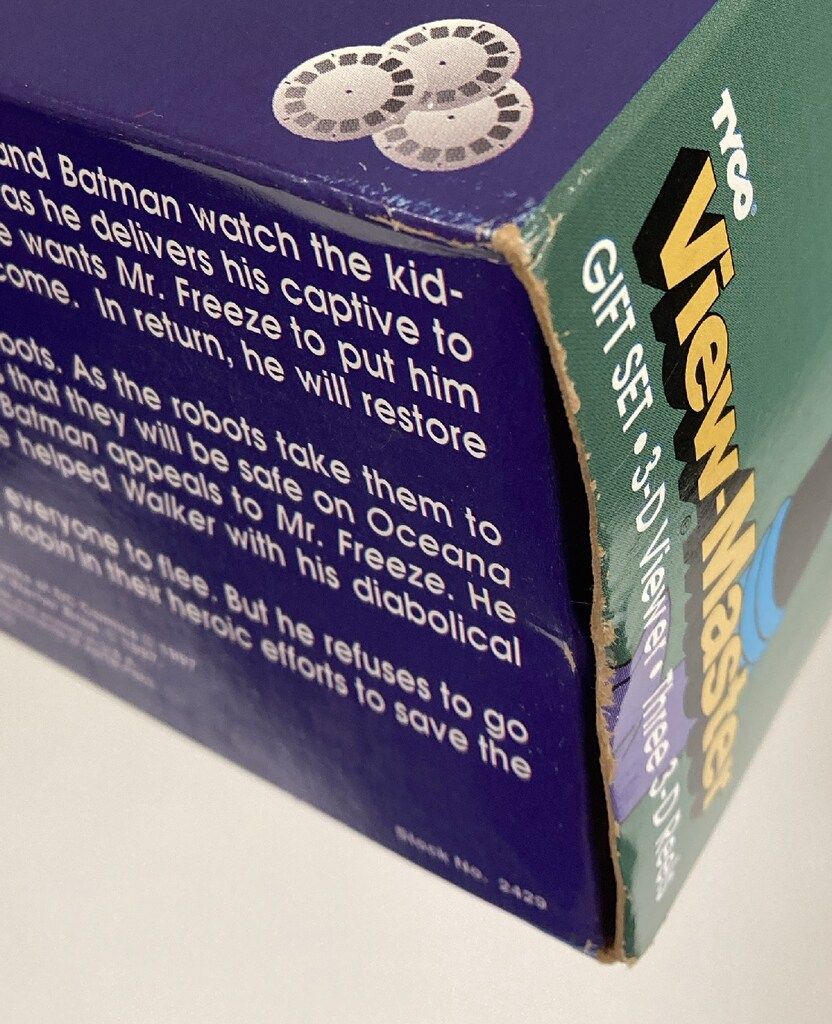 and Batman watch the kid-
as he delivers his captive to
wants Mr. Freeze to put him
come. In return, he will restore
As the robots take them to
that they will be safe on Oceana
Batman appeals to Mr. Freeze. He
helped Walker with his diabolical
everyone to flee. But he refuses to go
Robin in their heroic efforts to save the
© 1997
Stock No. 2429
TYCO
View-Master
GIFT SET • 3-D Viewer • Three 3-D Reels